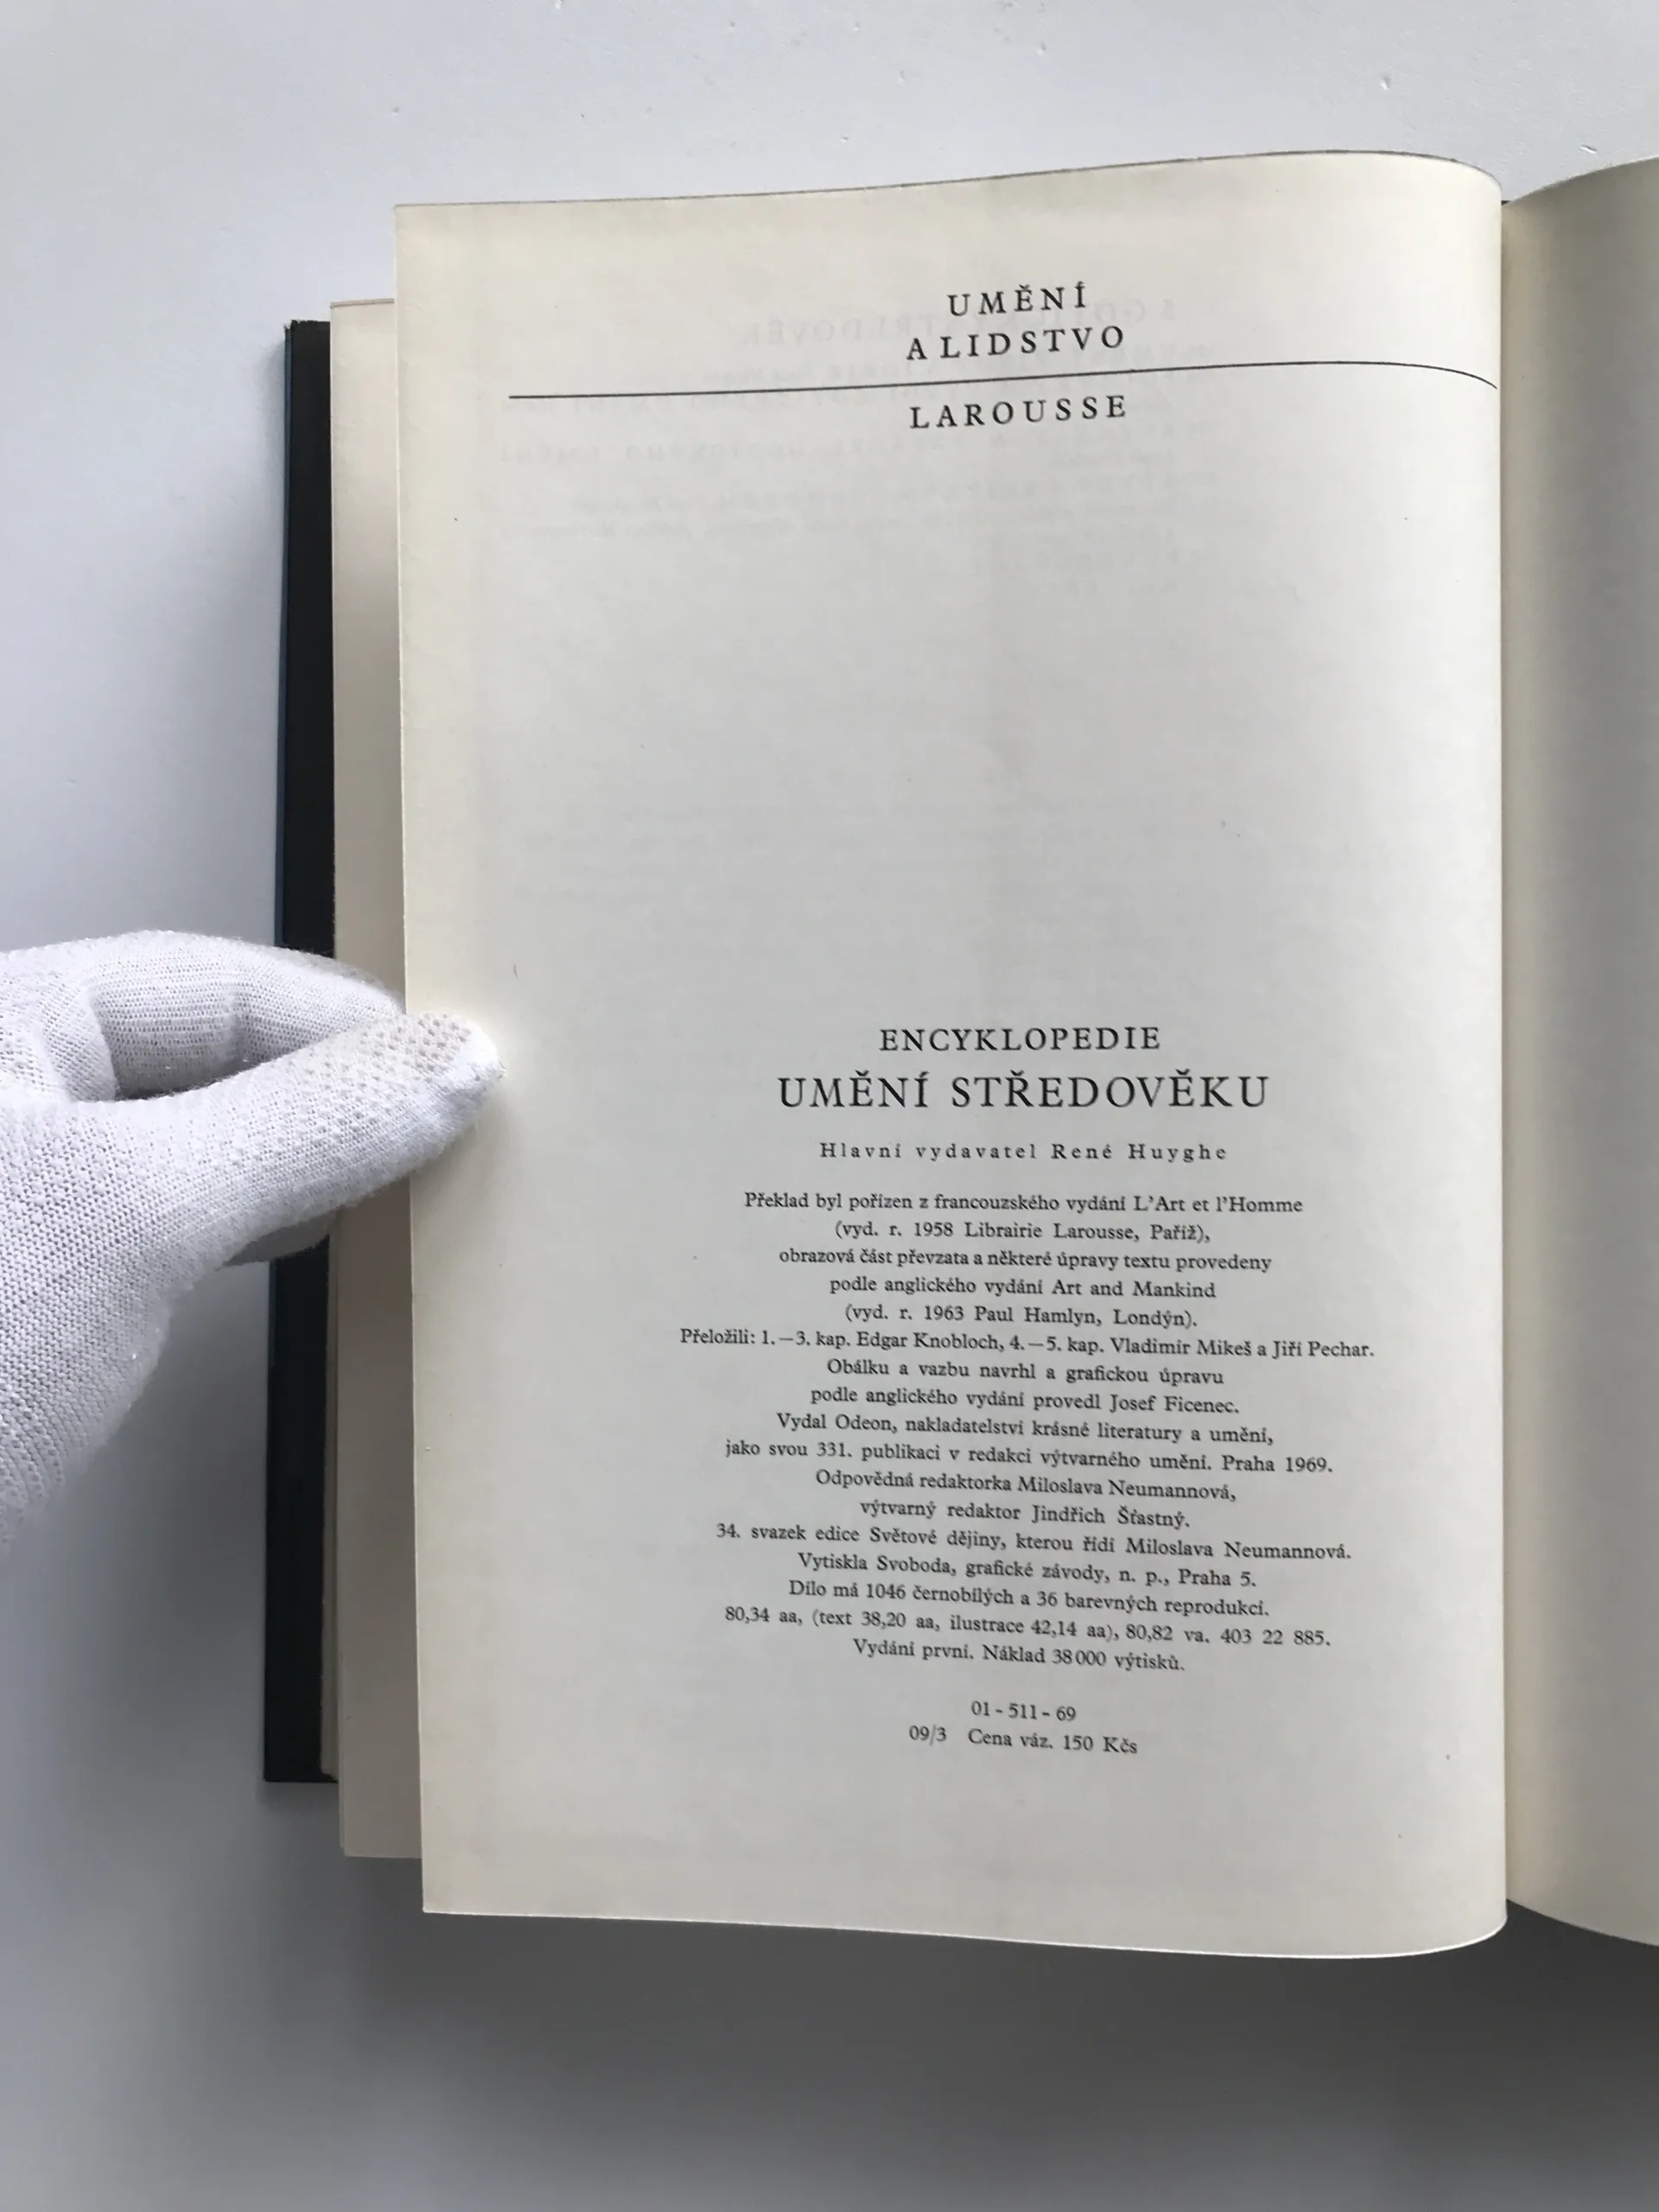 UMĚNÍ
A LIDSTVO
LAROUSSE
ENCYKLOPEDIE
UMĚNÍ STŘEDOVĚKU
Hlavní vydavatel René Huyghe
Překlad byl pořízen z francouzského vydání L'Art et l'Homme
(vyd. r. 1958 Librairie Larousse, Paříž),
obrazová část převzata a některé úpravy textu provedeny
podle anglického vydání Art and Mankind
(vyd. r. 1963 Paul Hamlyn, Londýn).
Přeložili: 1.—3. kap. Edgar Knobloch, 4.—5. kap. Vladimír Mikeš a Jiří Pechar.
Obálku a vazbu navrhl a grafickou úpravu
podle anglického vydání provedl Josef Ficenec.
Vydal Odeon, nakladatelství krásné literatury a umění,
jako svou 331. publikaci v redakci výtvarného umění. Praha 1969.
Odpovědná redaktorka Miloslava Neumannová,
výtvarný redaktor Jindřich Šťastný.
34. svazek edice Světové dějiny, kterou řídí Miloslava Neumannová.
Vytiskla Svoboda, grafické závody, n. p., Praha 5.
Dílo má 1046 černobílých a 36 barevných reprodukcí.
80,34 aa, (text 38,20 aa, ilustrace 42,14 aa), 80,82 va. 403 22 885.
Vydání první. Náklad 38 000 výtisků.
01 - 511 - 69
09/3 Cena váz. 150 Kčs